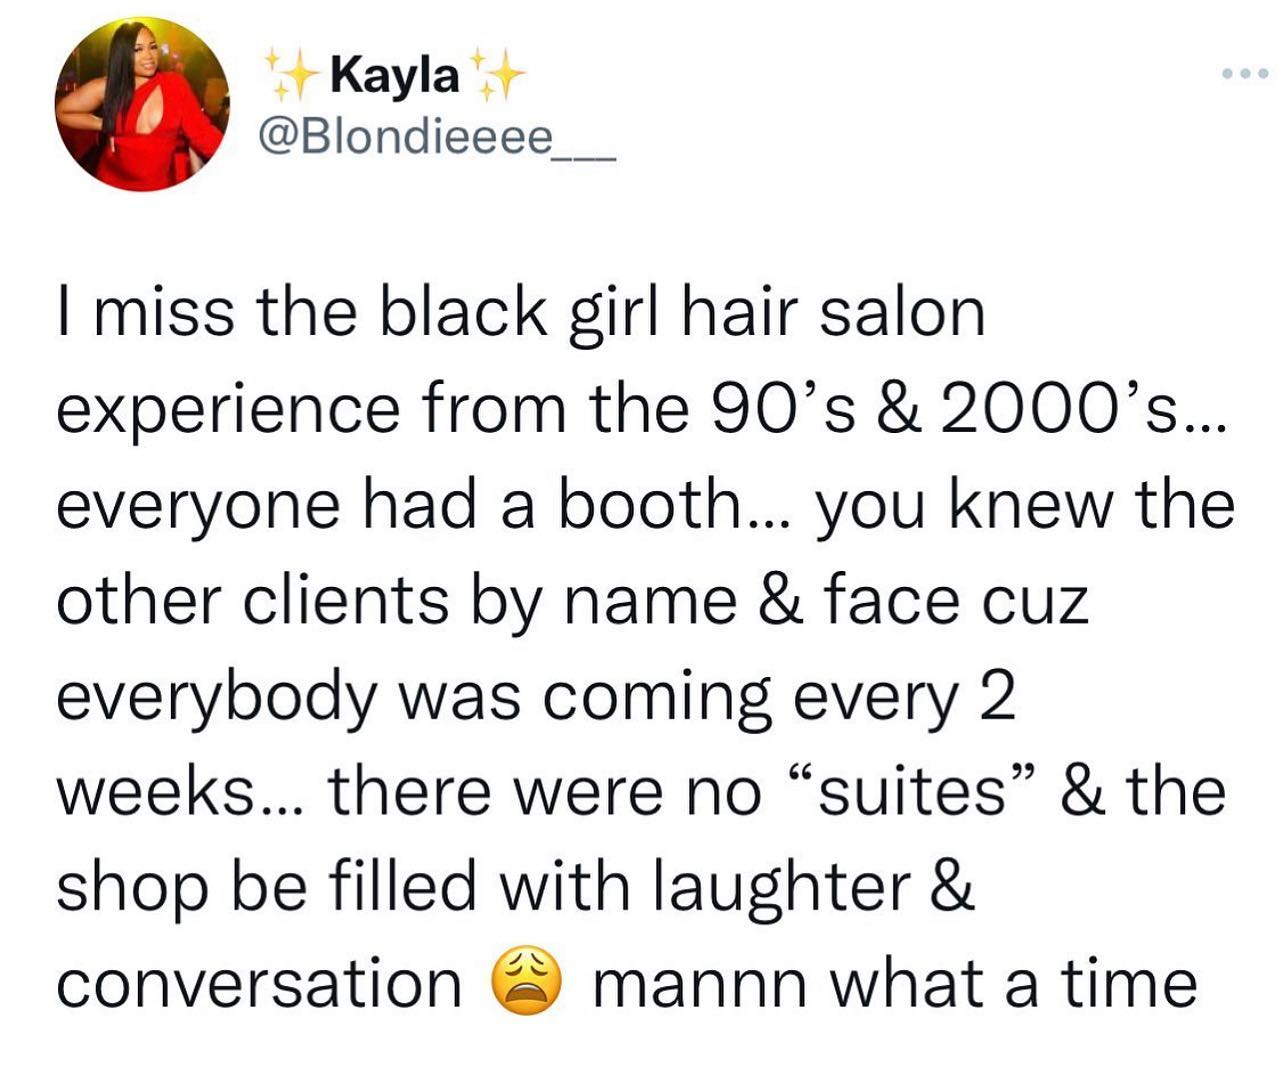 ✨Kayla✨
@Blondieeee___
I miss the black girl hair salon
experience from the 90’s & 2000’s...
everyone had a booth... you knew the
other clients by name & face cuz
everybody was coming every 2
weeks... there were no “suites” & the
shop be filled with laughter &
conversation 😩 mannn what a time